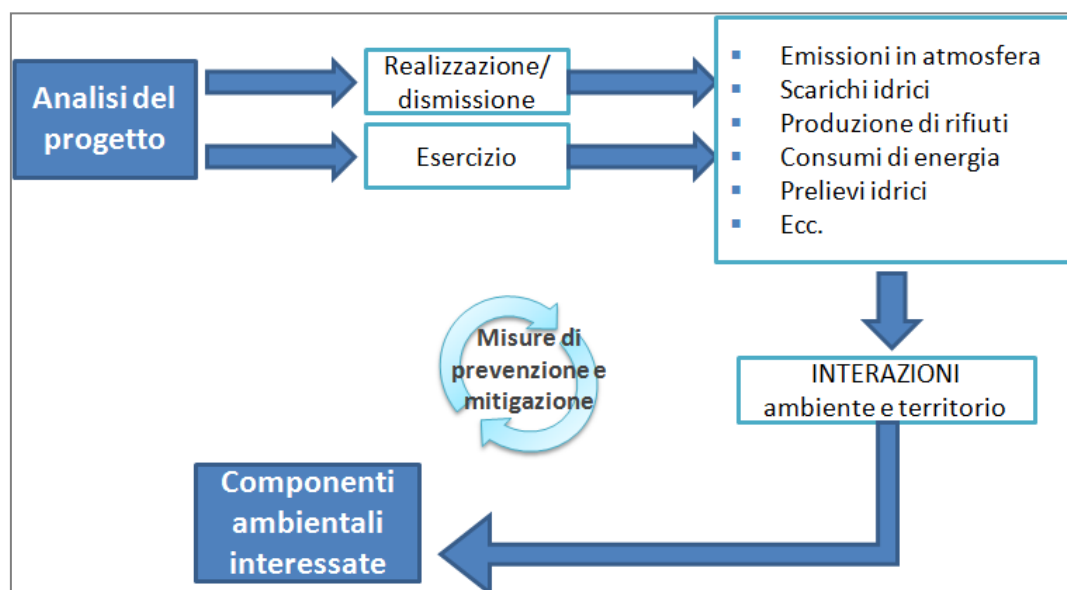 Analisi del
progetto
Realizzazione/
dismissione
Esercizio
▪ Emissioni in atmosfera
▪ Scarichi idrici
▪ Produzione di rifiuti
▪ Consumi di energia
▪ Prelievi idrici
▪ Ecc.
INTERAZIONI
ambiente e territorio
Misure di
prevenzione e
mitigazione
Componenti
ambientali
interessate